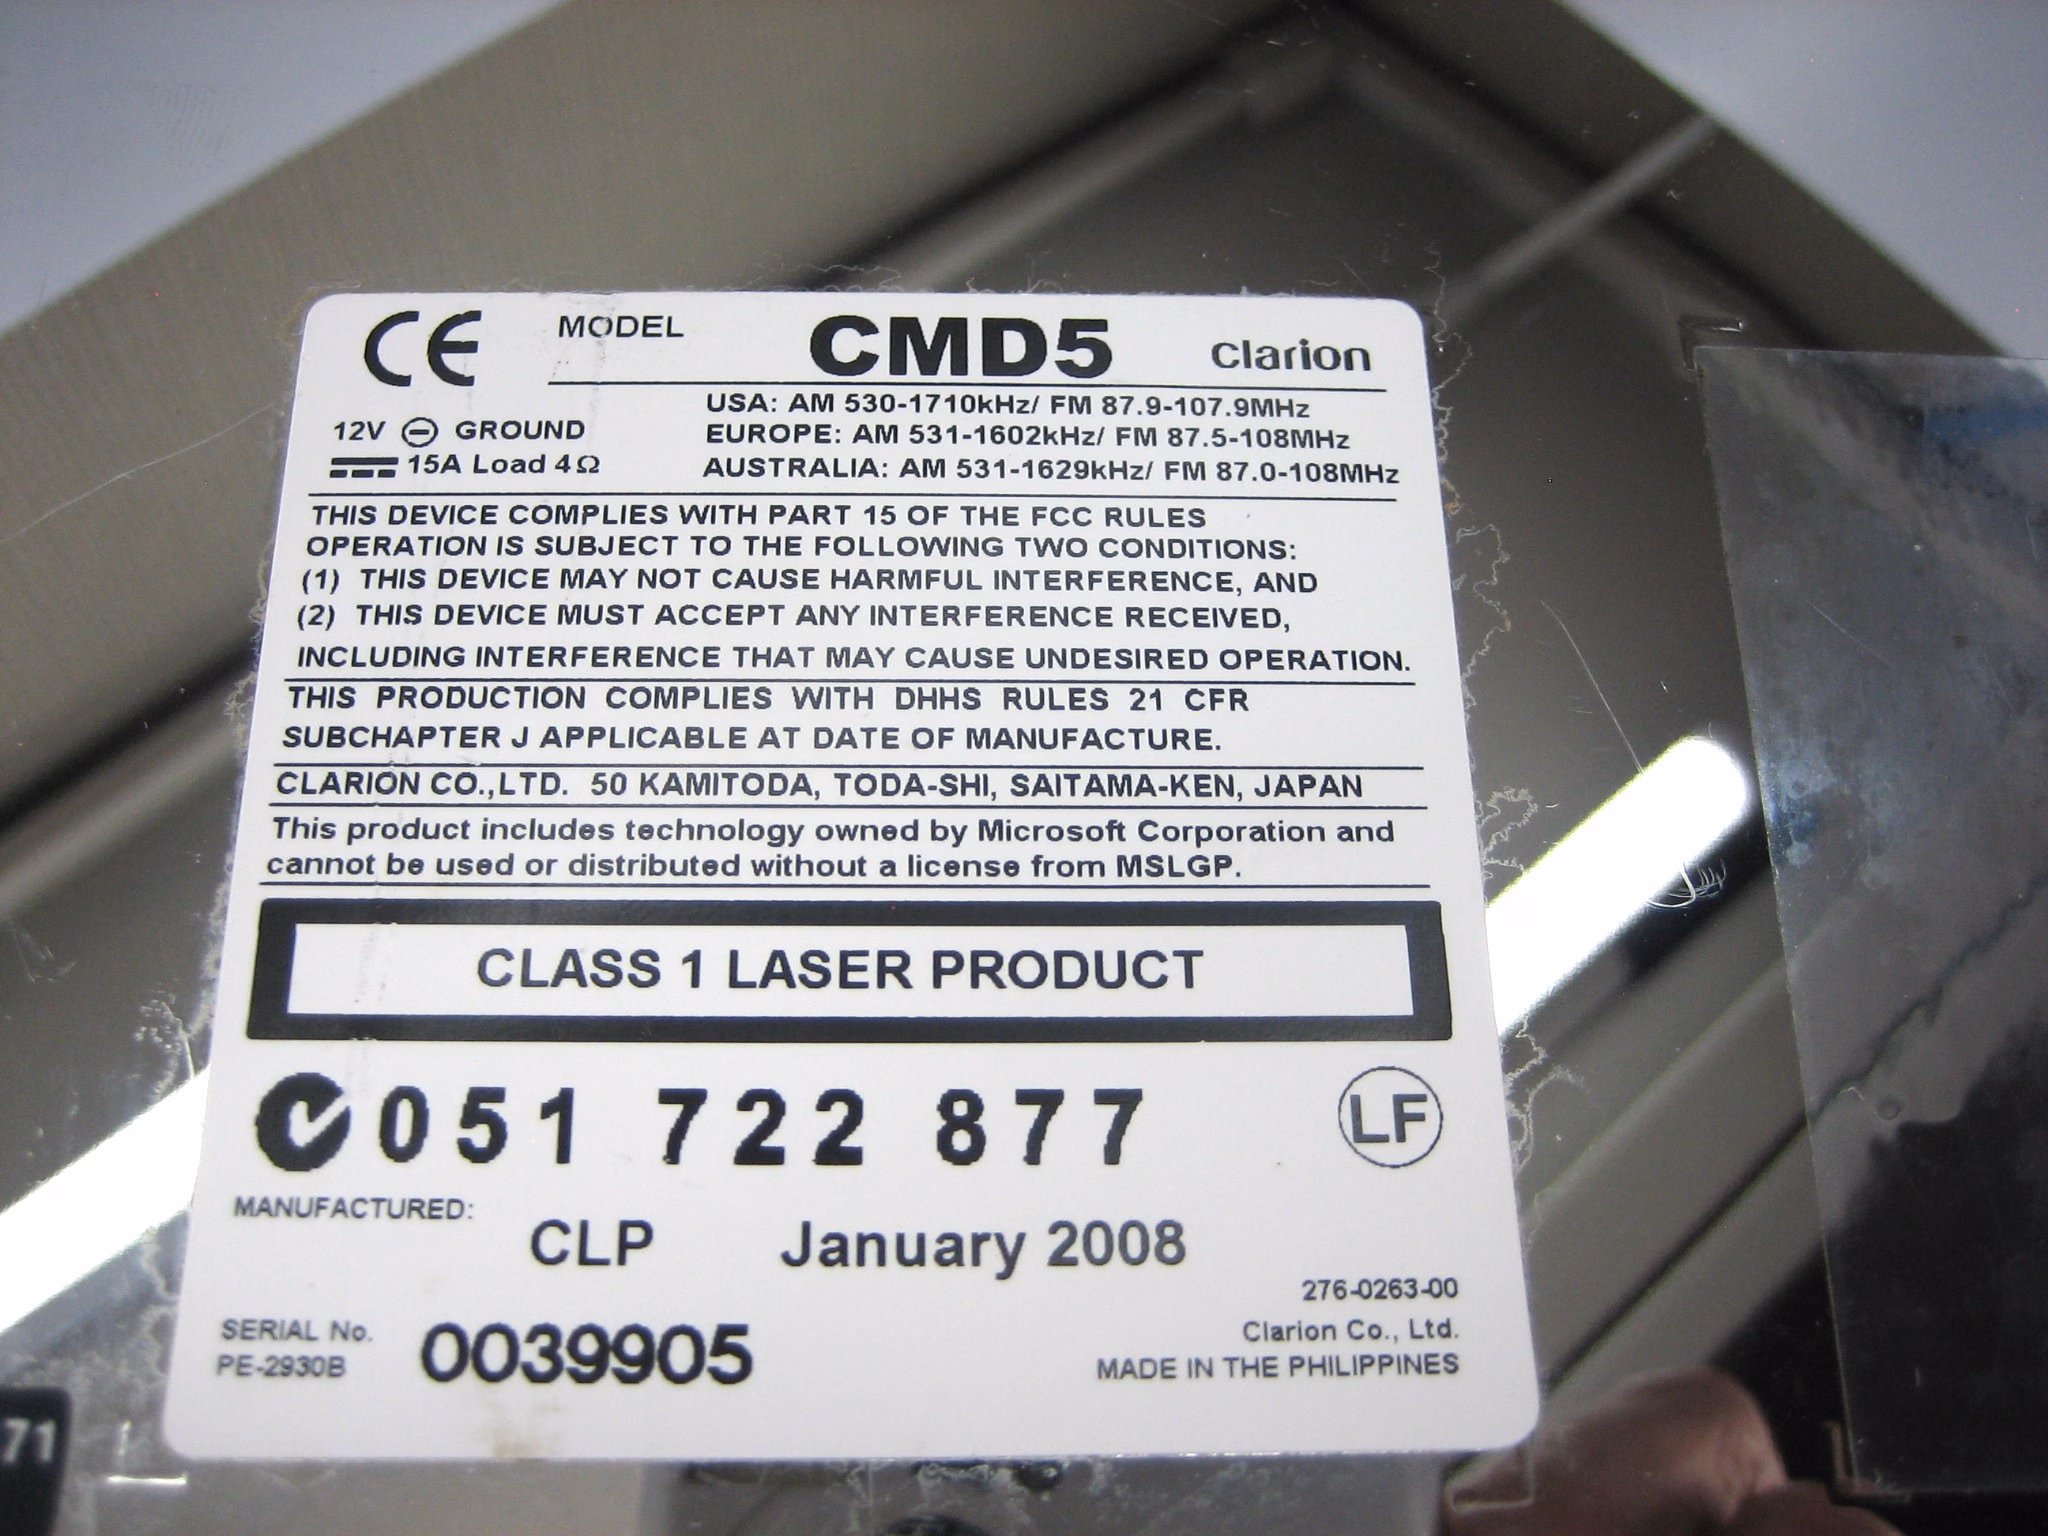 CE MODEL CMD5 Clarion
12V ⊖ GROUND
15A Load 4Ω
USA: AM 530-1710kHz/ FM 87.9-107.9MHz
EUROPE: AM 531-1602kHz/ FM 87.5-108MHz
AUSTRALIA: AM 531-1629kHz/ FM 87.0-108MHz
THIS DEVICE COMPLIES WITH PART 15 OF THE FCC RULES
OPERATION IS SUBJECT TO THE FOLLOWING TWO CONDITIONS:
(1) THIS DEVICE MAY NOT CAUSE HARMFUL INTERFERENCE, AND
(2) THIS DEVICE MUST ACCEPT ANY INTERFERENCE RECEIVED,
INCLUDING INTERFERENCE THAT MAY CAUSE UNDESIRED OPERATION.
THIS PRODUCTION COMPLIES WITH DHHS RULES 21 CFR
SUBCHAPTER J APPLICABLE AT DATE OF MANUFACTURE.
CLARION CO.,LTD. 50 KAMITODA, TODA-SHI, SAITAMA-KEN, JAPAN
This product includes technology owned by Microsoft Corporation and
cannot be used or distributed without a license from MSLGP.
CLASS 1 LASER PRODUCT
051 722 877 LF
MANUFACTURED:
CLP January 2008
276-0263-00
SERIAL No. 0039905 Clarion Co., Ltd.
PE-2930B MADE IN THE PHILIPPINES
71